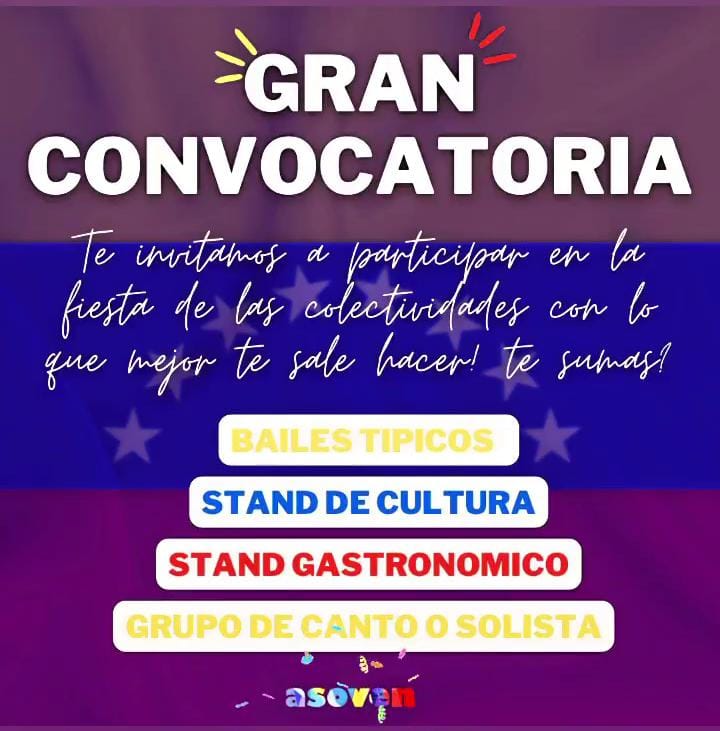 GRAN
CONVOCATORIA
Te invitamos a participar en la
fiesta de las colectividades con lo
que mejor te sale hacer! te sumas?
BAILES TIPICOS
STAND DE CULTURA
STAND GASTRONOMICO
GRUPO DE CANTO O SOLISTA
asoven